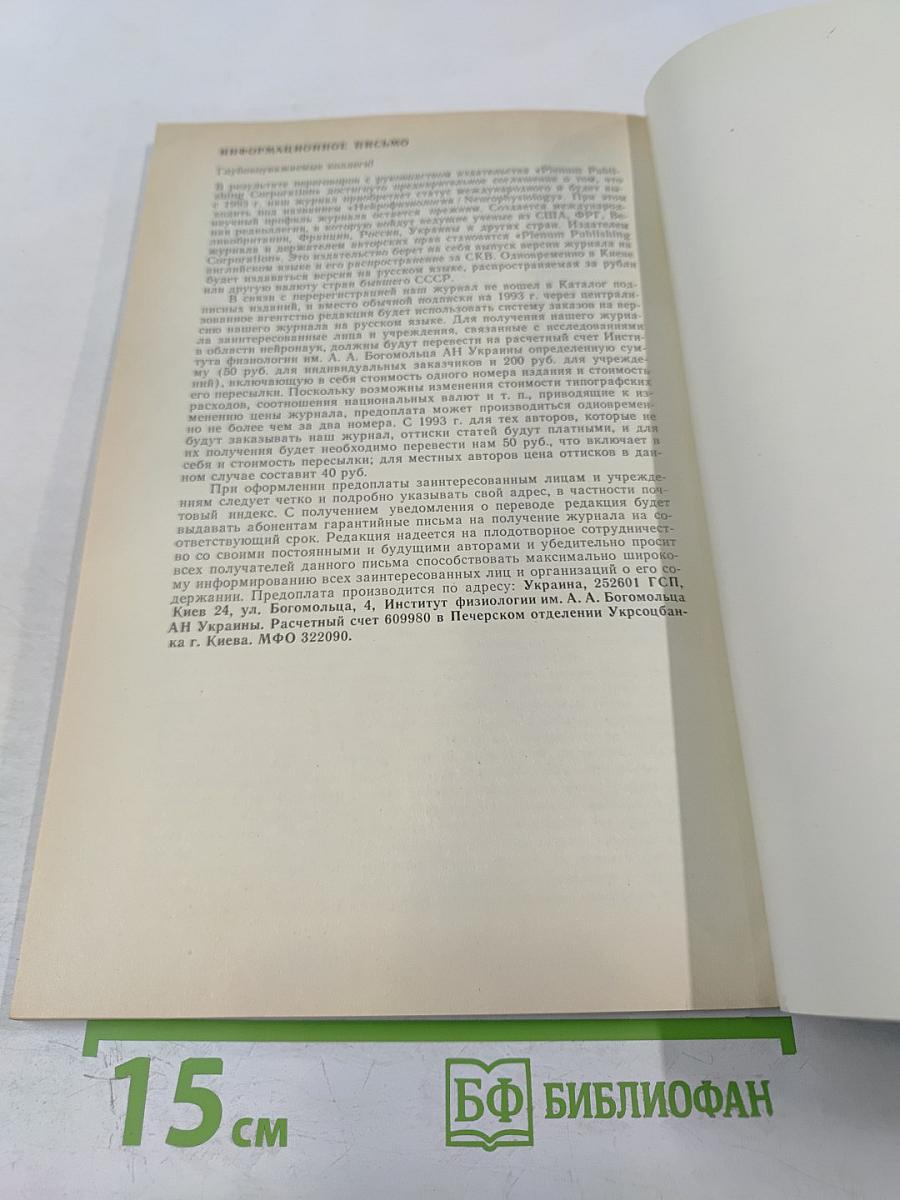 ИНФОРМАЦИОННОЕ ПИСЬМО
Глубокоуважаемые коллеги!
В результате переговоров с руководством издательства «Plenum Publi-
shing Corporation» достигнуто предварительное соглашение о том, что
с 1993 г. наш журнал приобретает статус международного и будет вы-
ходить под названием «Нейрофизиология / Neurophysiology». При этом
научный профиль журнала остается прежним. Создается международ-
ная редколлегия, в которую войдут ведущие ученые из США, ФРГ, Ве-
ликобритании, Франции, России, Украины и других стран. Издателем
журнала и держателем авторских прав становится «Plenum Publishing
Corporation». Это издательство берет на себя выпуск версии журнала на
английском языке и его распространение за СКВ. Одновременно в Киеве
будет издаваться версия на русском языке, распространяемая за рубли
или другую валюту стран бывшего СССР.
В связи с перерегистрацией наш журнал не вошел в Каталог под-
писных изданий, и вместо обычной подписки на 1993 г. через централи-
зованное агентство редакция будет использовать систему заказов на вер-
сию нашего журнала на русском языке. Для получения нашего журна-
ла заинтересованные лица и учреждения, связанные с исследованиями
в области нейронаук, должны будут перевести на расчетный счет Инсти-
тута физиологии им. А. А. Богомольца АН Украины определенную сум-
му (50 руб. для индивидуальных заказчиков и 200 руб. для учрежде-
ний), включающую в себя стоимость одного номера издания и стоимость
его пересылки. Поскольку возможны изменения стоимости типографских
расходов, соотношения национальных валют и т. п., приводящие к из-
менению цены журнала, предоплата может производиться одновремен-
но не более чем за два номера. С 1993 г. для тех авторов, которые не
будут заказывать наш журнал, оттиски статей будут платными, и для
их получения будет необходимо перевести нам 50 руб., что включает в
себя и стоимость пересылки; для местных авторов цена оттисков в дан-
ном случае составит 40 руб.
При оформлении предоплаты заинтересованным лицам и учрежде-
ниям следует четко и подробно указывать свой адрес, в частности поч-
товый индекс. С получением уведомления о переводе редакция будет
выдавать абонентам гарантийные письма на получение журнала на со-
ответствующий срок. Редакция надеется на плодотворное сотрудничест-
во со своими постоянными и будущими авторами и убедительно просит
всех получателей данного письма способствовать максимально широко-
му информированию всех заинтересованных лиц и организаций о его со-
держании. Предоплата производится по адресу: Украина, 252601 ГСП,
Киев 24, ул. Богомольца, 4, Институт физиологии им. А. А. Богомольца
АН Украины. Расчетный счет 609980 в Печерском отделении Укрсоцбан-
ка г. Киева. МФО 322090.
15 см
БФ БИБЛИОФАН